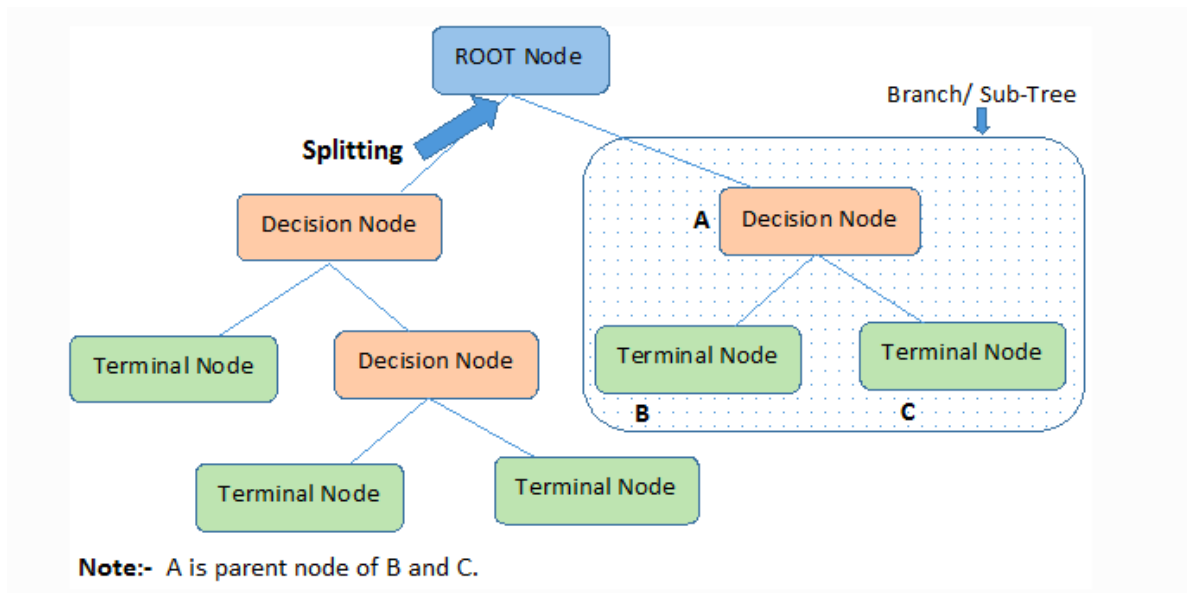 ROOT Node
Branch/ Sub-Tree
Splitting
Decision Node
A
Decision Node
Terminal Node
Decision Node
Terminal Node
Terminal Node
B
C
Terminal Node
Terminal Node
Note:- A is parent node of B and C.